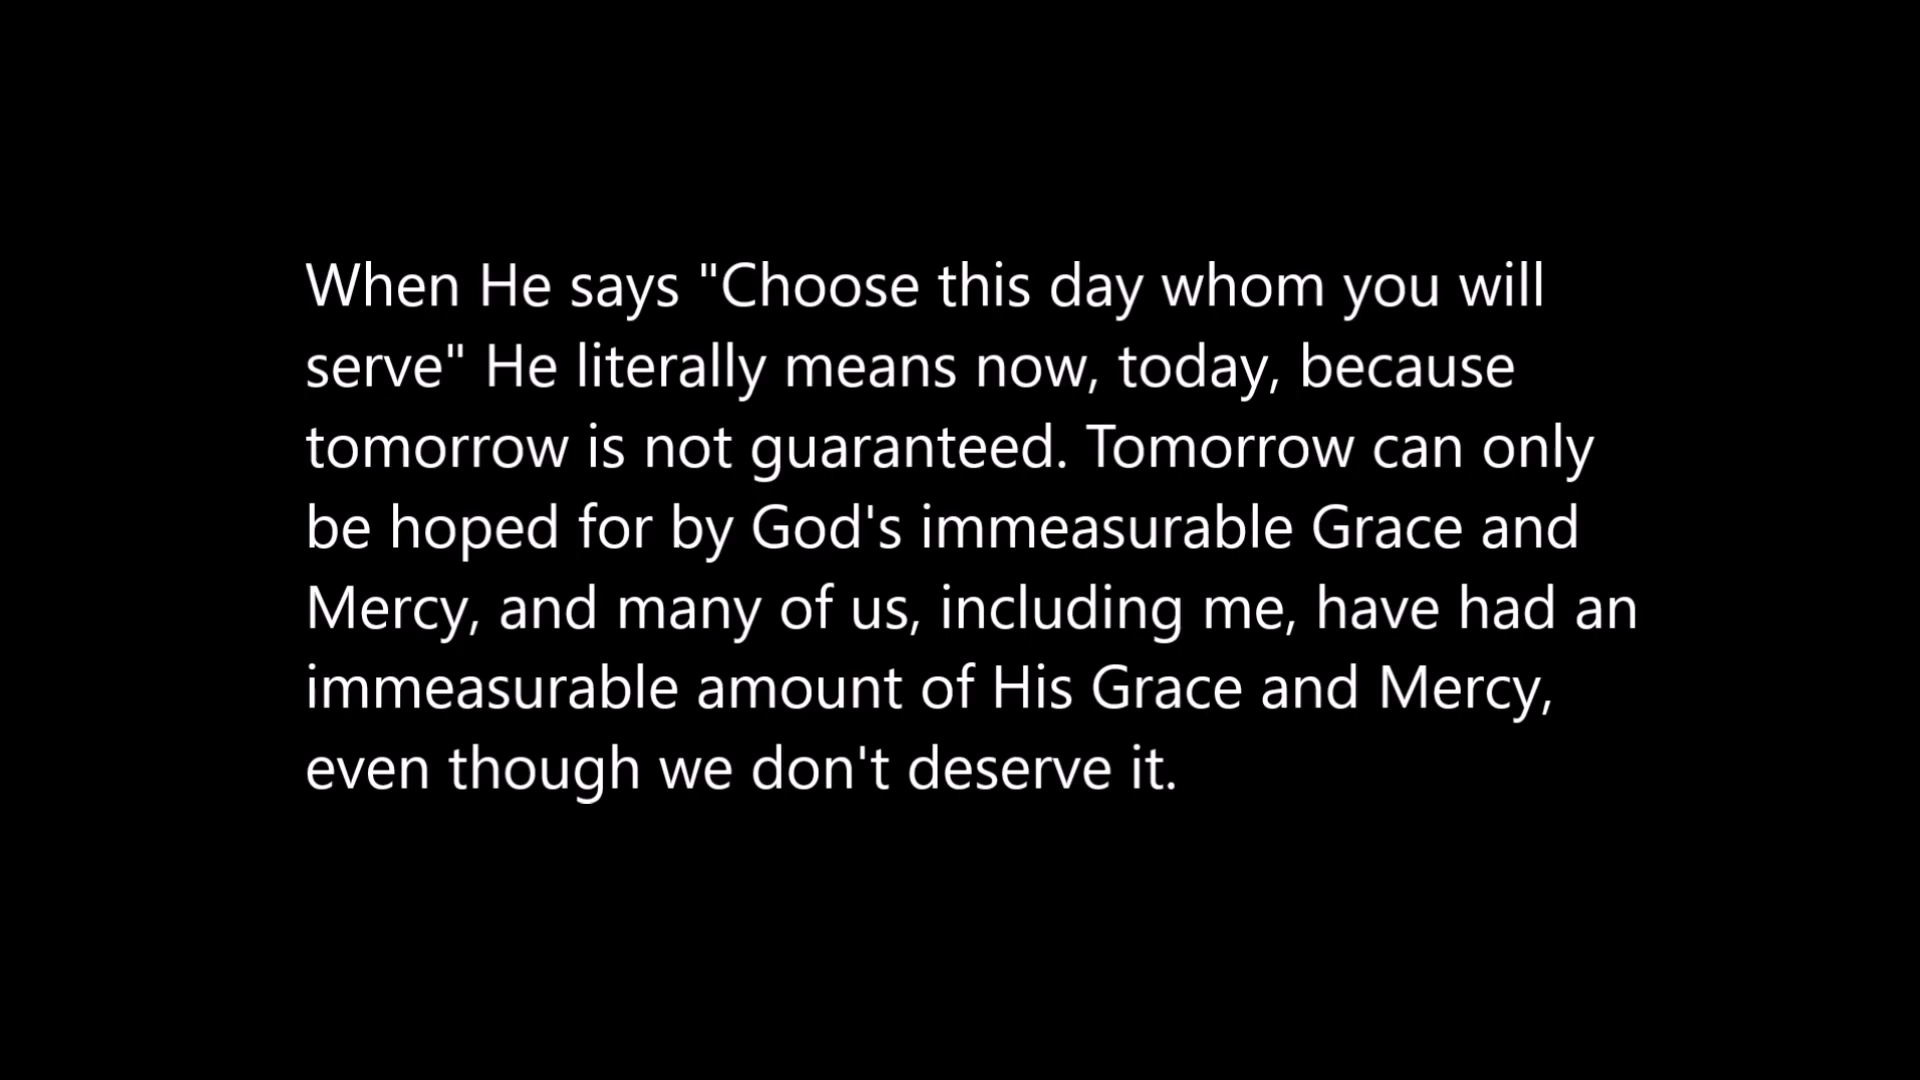 When He says "Choose this day whom you will
serve" He literally means now, today, because
tomorrow is not guaranteed. Tomorrow can only
be hoped for by God's immeasurable Grace and
Mercy, and many of us, including me, have had an
immeasurable amount of His Grace and Mercy,
even though we don't deserve it.